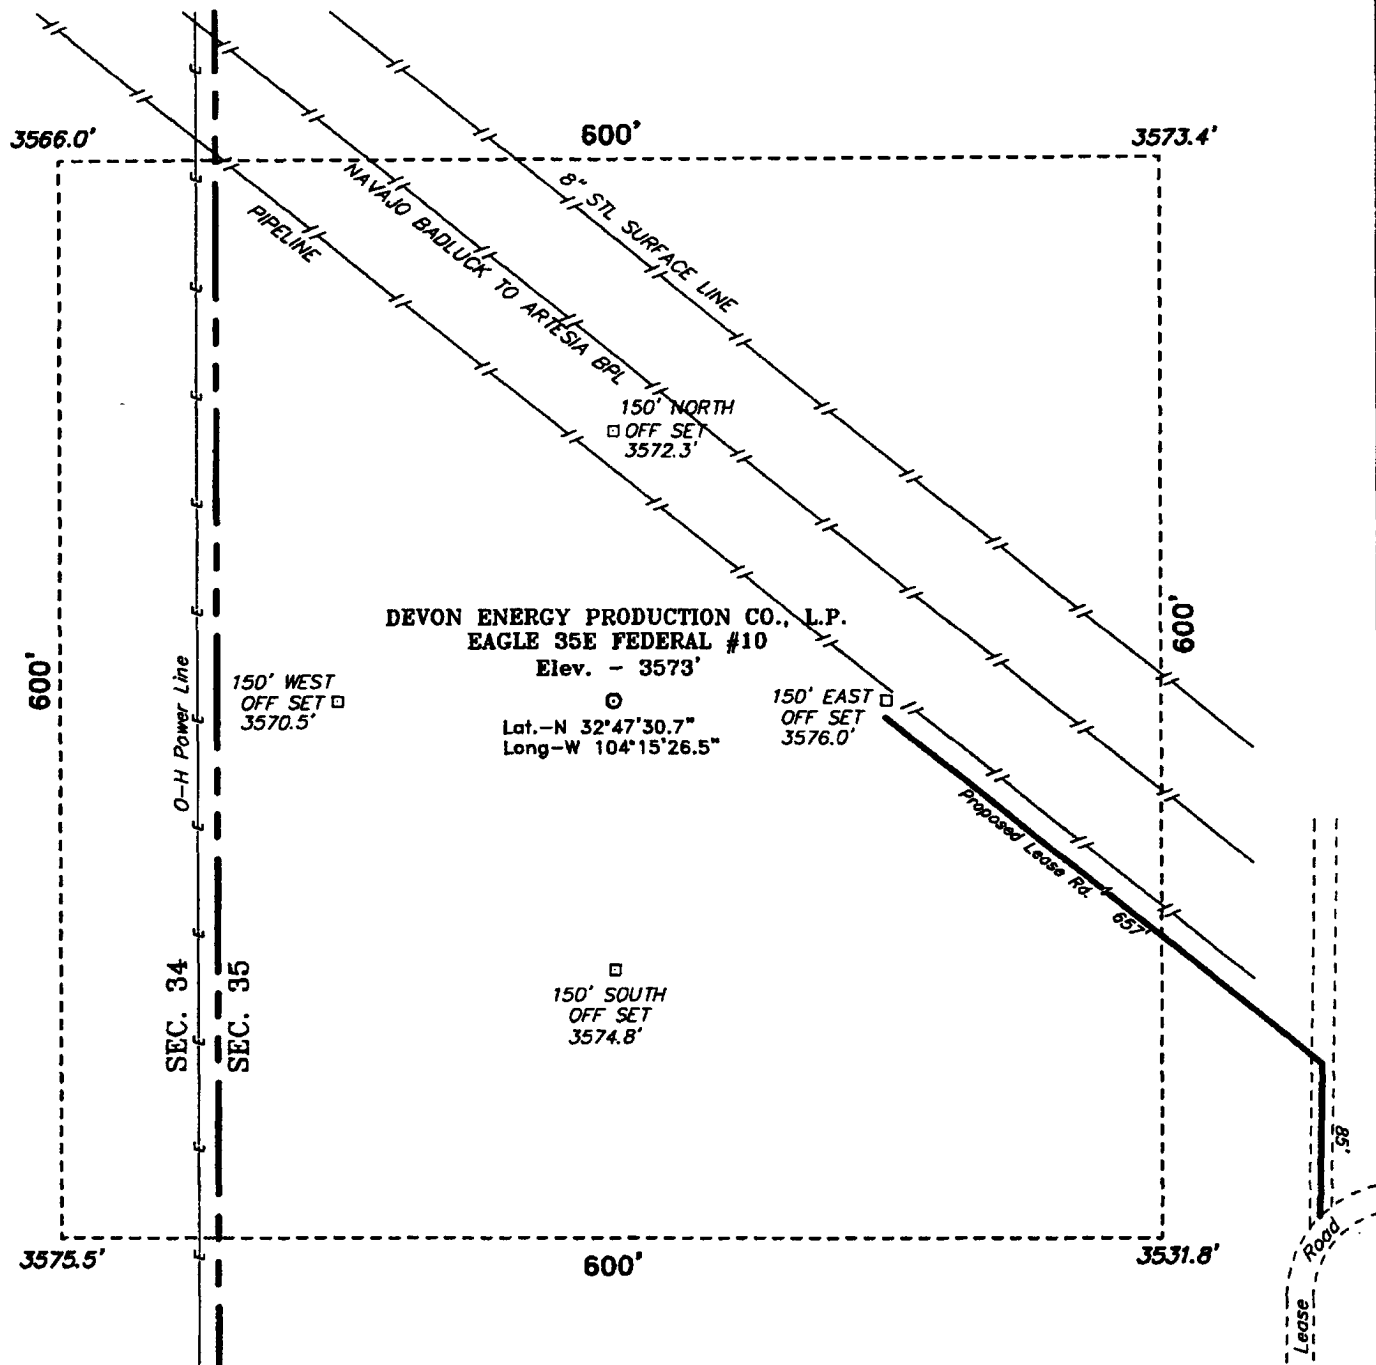 3566.0'
600'
3573.4'
PIPELINE
NAVAJO BADLUCK TO ARTESIA BPL
8" STL SURFACE LINE
150' NORTH
OFF SET
3572.3'
DEVON ENERGY PRODUCTION CO., L.P.
EAGLE 35E FEDERAL #10
Elev. - 3573'
Lat.-N 32°47'30.7"
Long-W 104°15'26.5"
600'
600'
O-H Power Line
150' WEST
OFF SET
3570.5'
150' EAST
OFF SET
3576.0'
Proposed Lease Rd. 657'
SEC. 34
SEC. 35
150' SOUTH
OFF SET
3574.8'
85'
3575.5'
600'
3531.8'
Lease Road